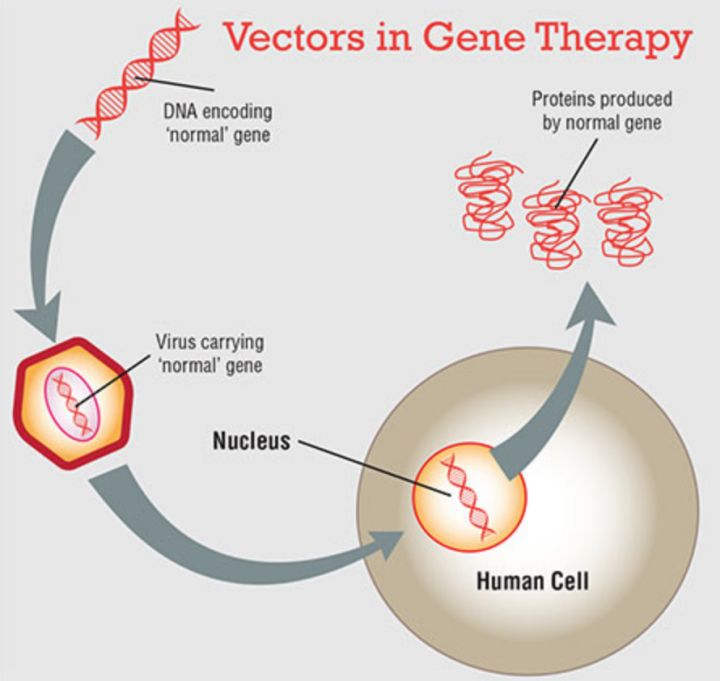 Vectors in Gene Therapy
DNA encoding
‘normal’ gene
Proteins produced
by normal gene
Virus carrying
‘normal’ gene
Nucleus
Human Cell